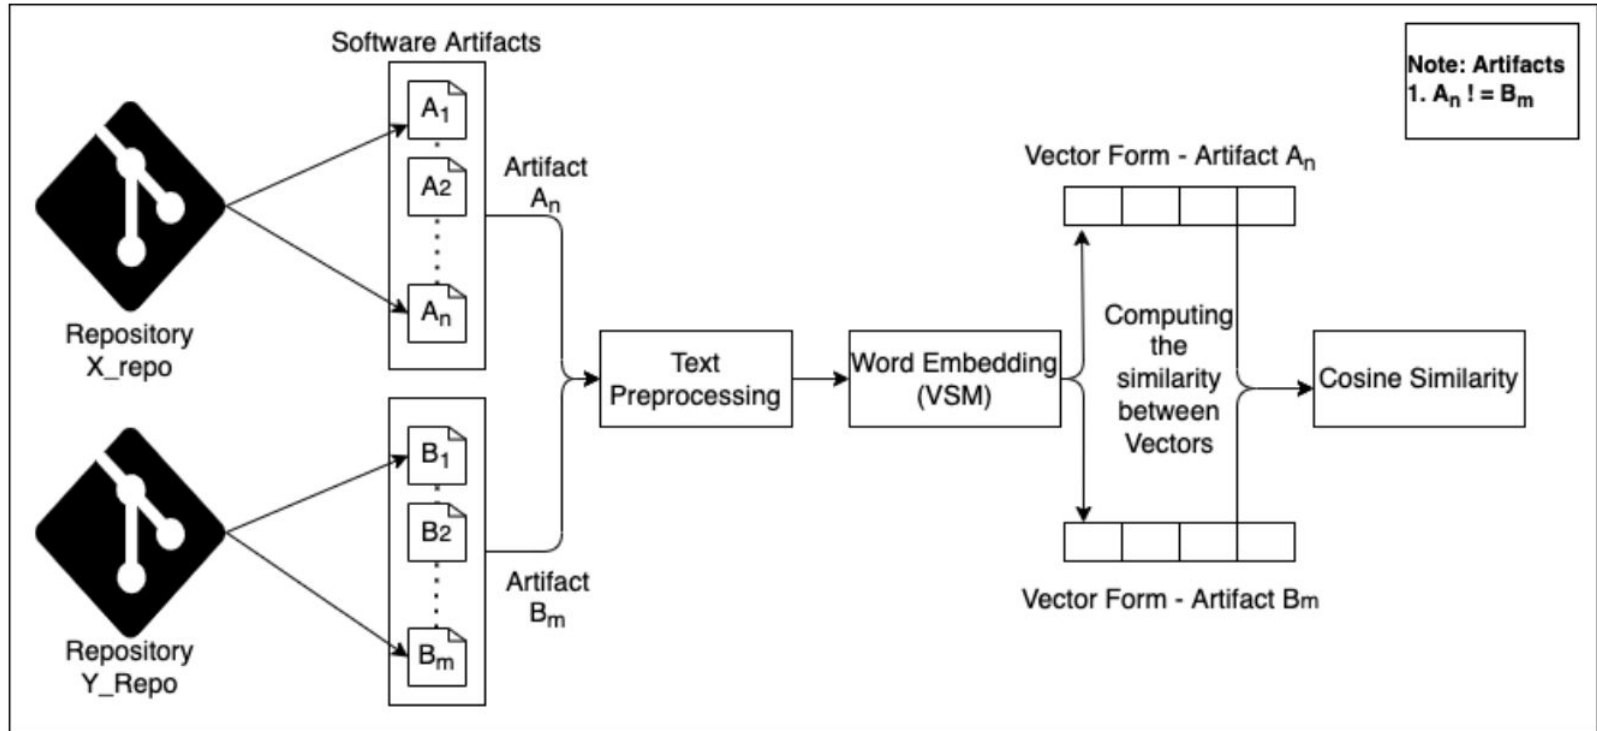 Software Artifacts
A1
A2
An
Repository
X_repo
Artifact
An
B1
B2
Bm
Repository
Y_Repo
Artifact
Bm
Text
Preprocessing
Word Embedding
(VSM)
Vector Form - Artifact An
Computing
the
similarity
between
Vectors
Vector Form - Artifact Bm
Cosine Similarity
Note: Artifacts
1. An ! = Bm